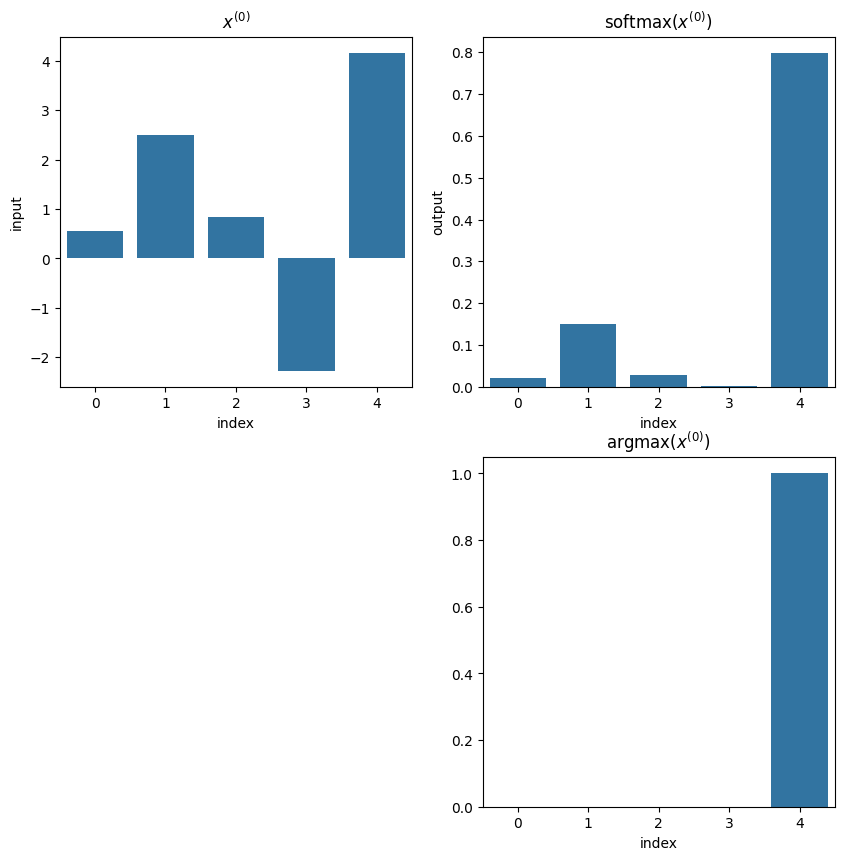 x^(0)
input
4
3
2
1
0
−1
−2
0 1 2 3 4
index
softmax(x^(0))
output
0.8
0.7
0.6
0.5
0.4
0.3
0.2
0.1
0.0
0 1 2 3 4
index
argmax(x^(0))
1.0
0.8
0.6
0.4
0.2
0.0
0 1 2 3 4
index